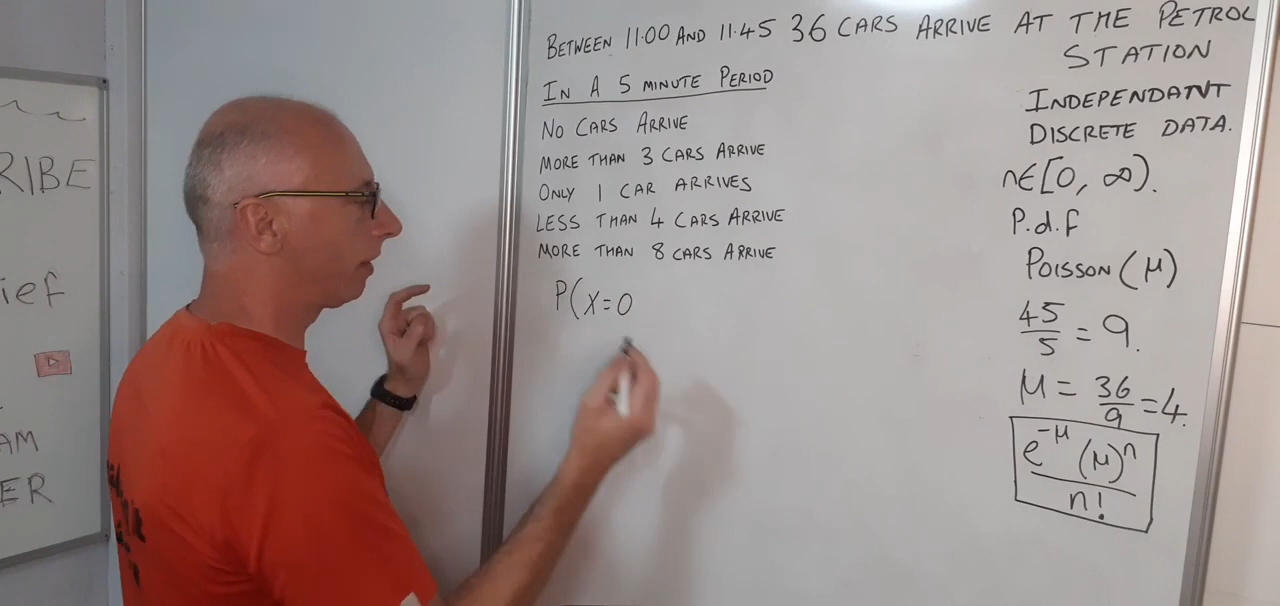 BETWEEN 11.00 AND 11.45 36 CARS ARRIVE AT THE PETROL
STATION
IN A 5 MINUTE PERIOD
NO CARS ARRIVE
MORE THAN 3 CARS ARRIVE
ONLY 1 CAR ARRIVES
LESS THAN 4 CARS ARRIVE
MORE THAN 8 CARS ARRIVE
P(X=0
INDEPENDANT
DISCRETE DATA.
n∈[0, ∞).
P.d.f
POISSON (μ)
45/5 = 9.
μ = 36/9 = 4.
e^-μ (μ)^n / n!
RIBE
ief
AM
ER